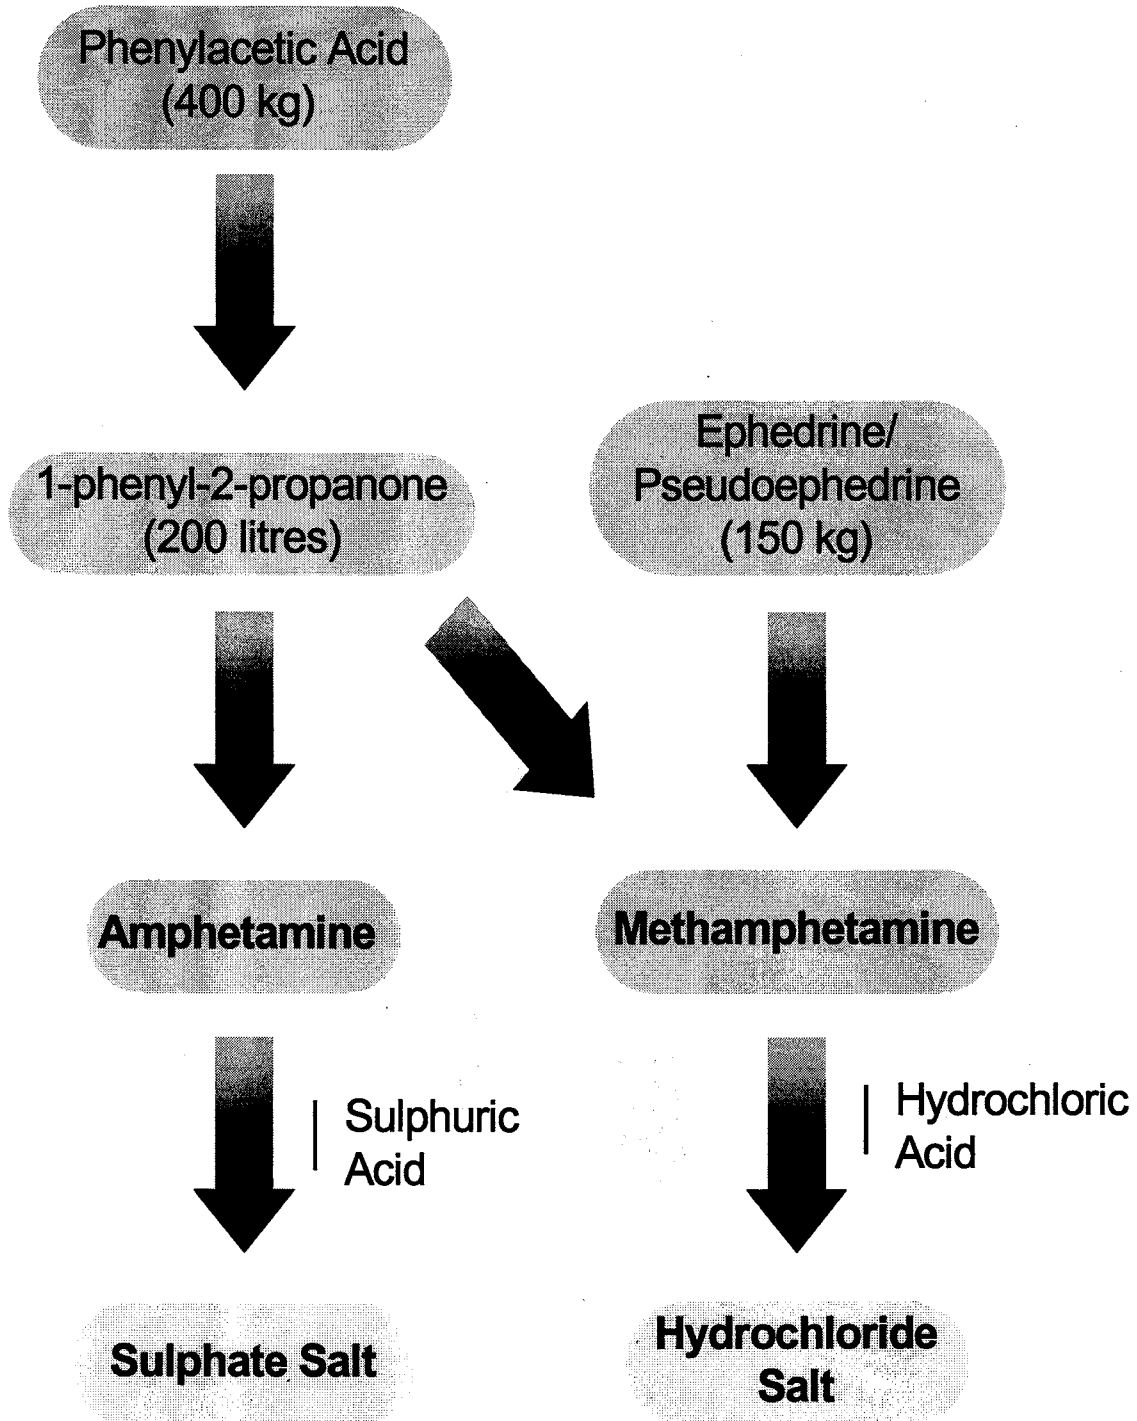 Phenylacetic Acid
(400 kg)
1-phenyl-2-propanone
(200 litres)
Ephedrine/
Pseudoephedrine
(150 kg)
Amphetamine
Methamphetamine
Sulphuric
Acid
Hydrochloric
Acid
Sulphate Salt
Hydrochloride
Salt